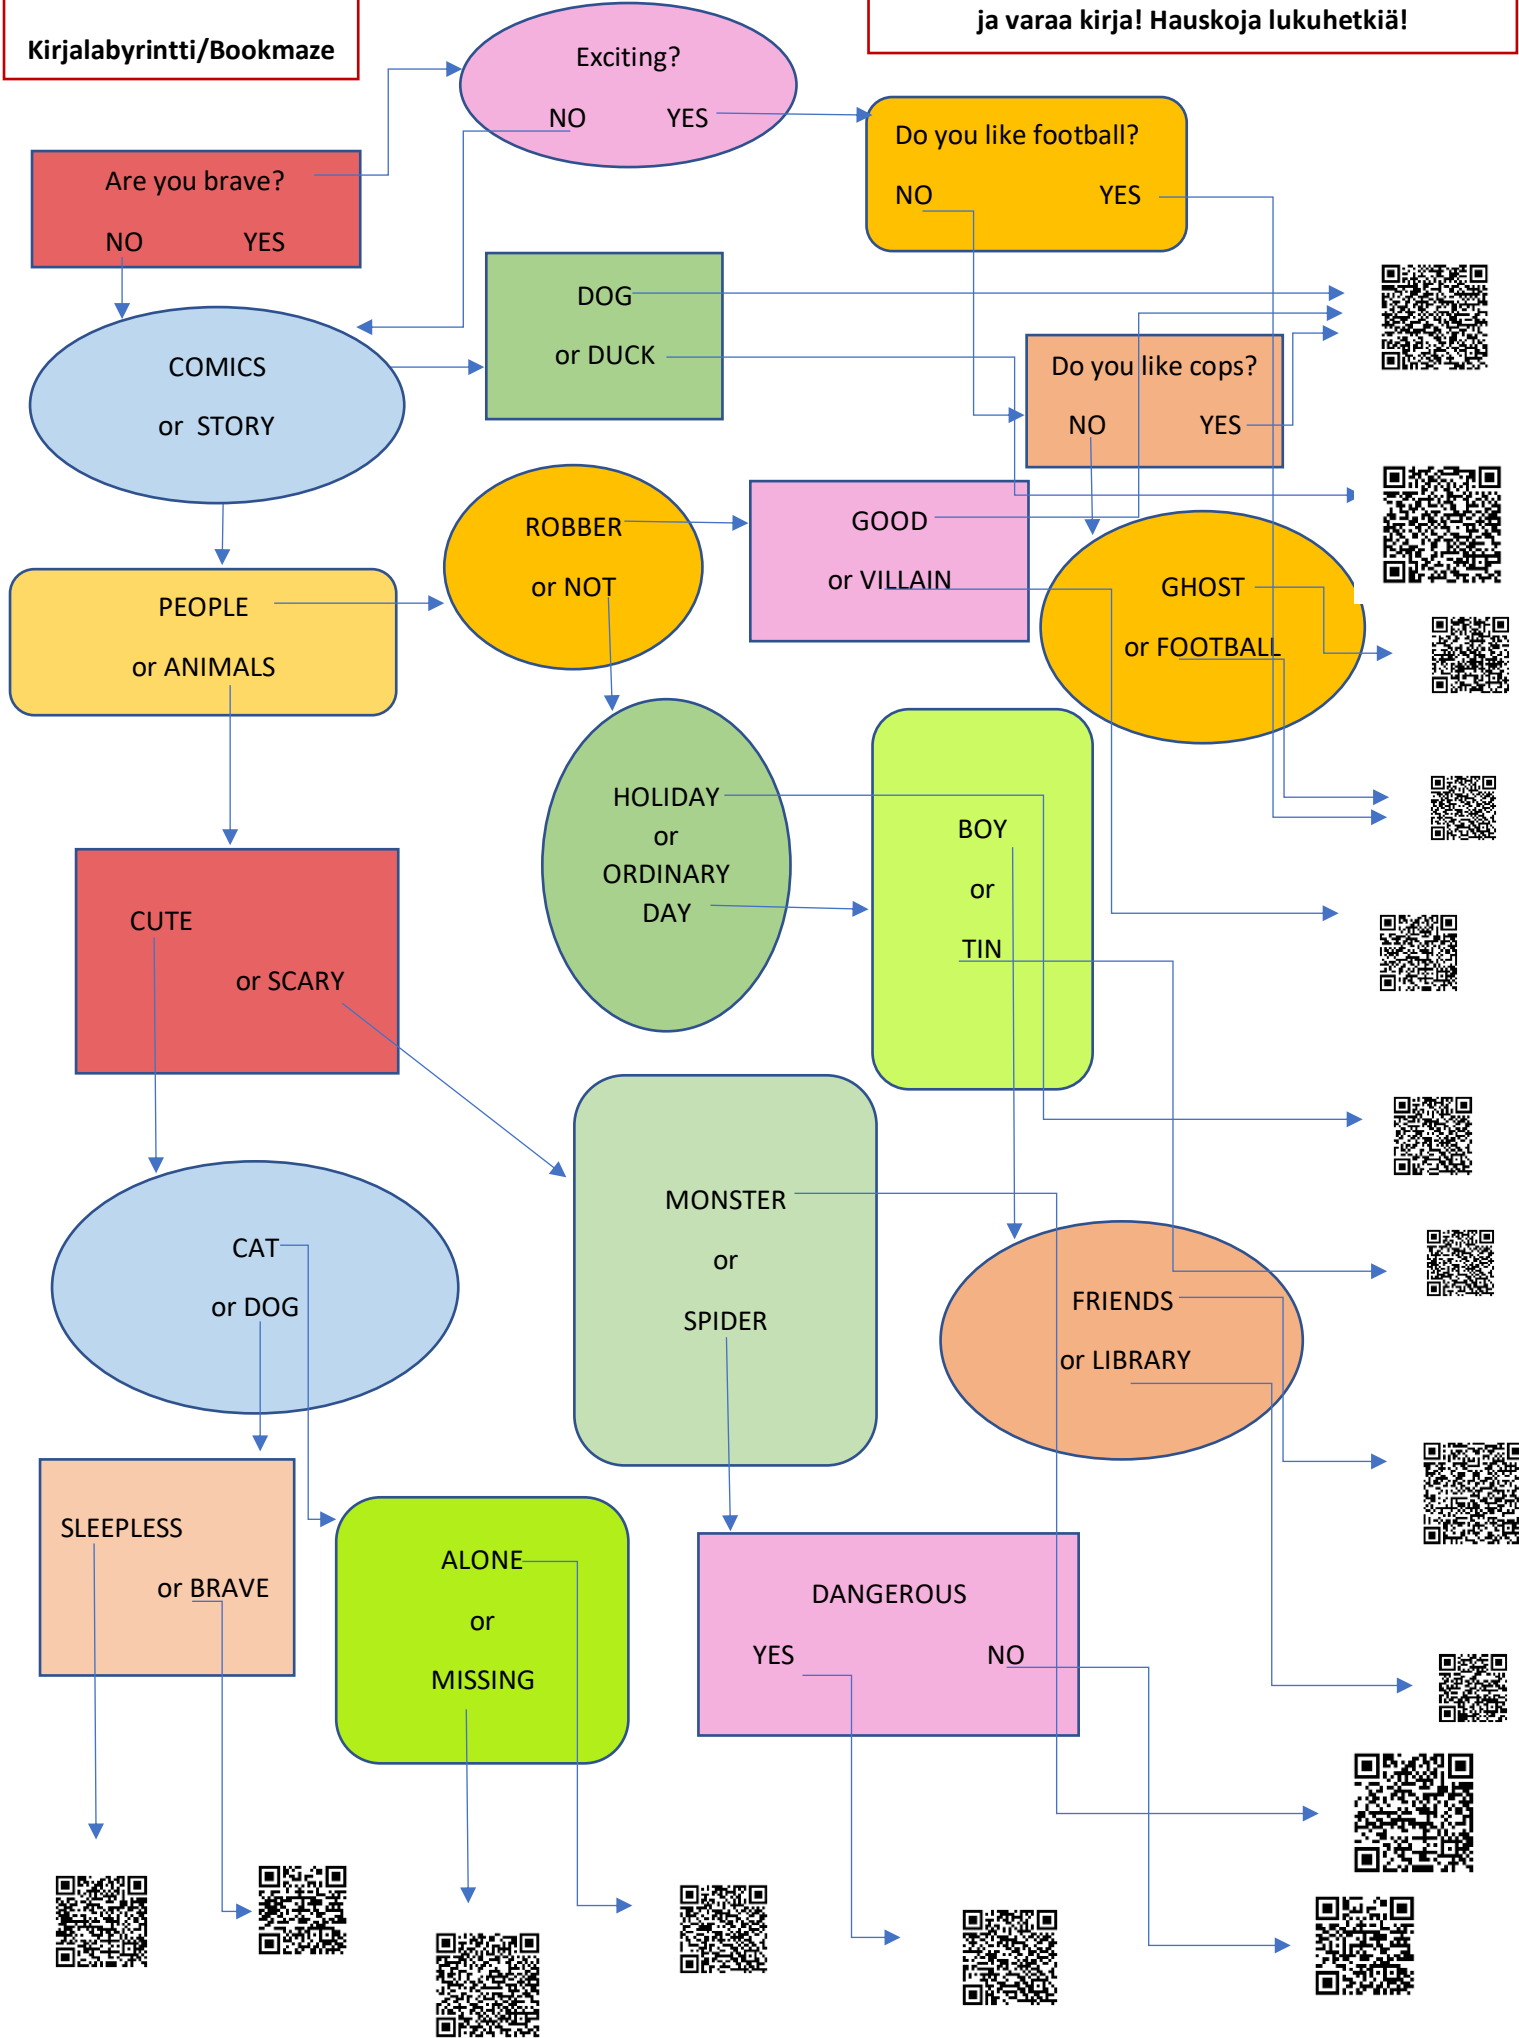 Kirjalabyrintti/Bookmaze
ja varaa kirja! Hauskoja lukuhetkiä!
Exciting?
NO YES
Do you like football?
NO YES
Are you brave?
NO YES
DOG
or DUCK
COMICS
or STORY
Do you like cops?
NO YES
ROBBER
or NOT
GOOD
or VILLAIN
GHOST
or FOOTBALL
PEOPLE
or ANIMALS
HOLIDAY
or
ORDINARY
DAY
BOY
or
TIN
CUTE
or SCARY
MONSTER
or
SPIDER
CAT
or DOG
FRIENDS
or LIBRARY
SLEEPLESS
or BRAVE
ALONE
or
MISSING
DANGEROUS
YES NO